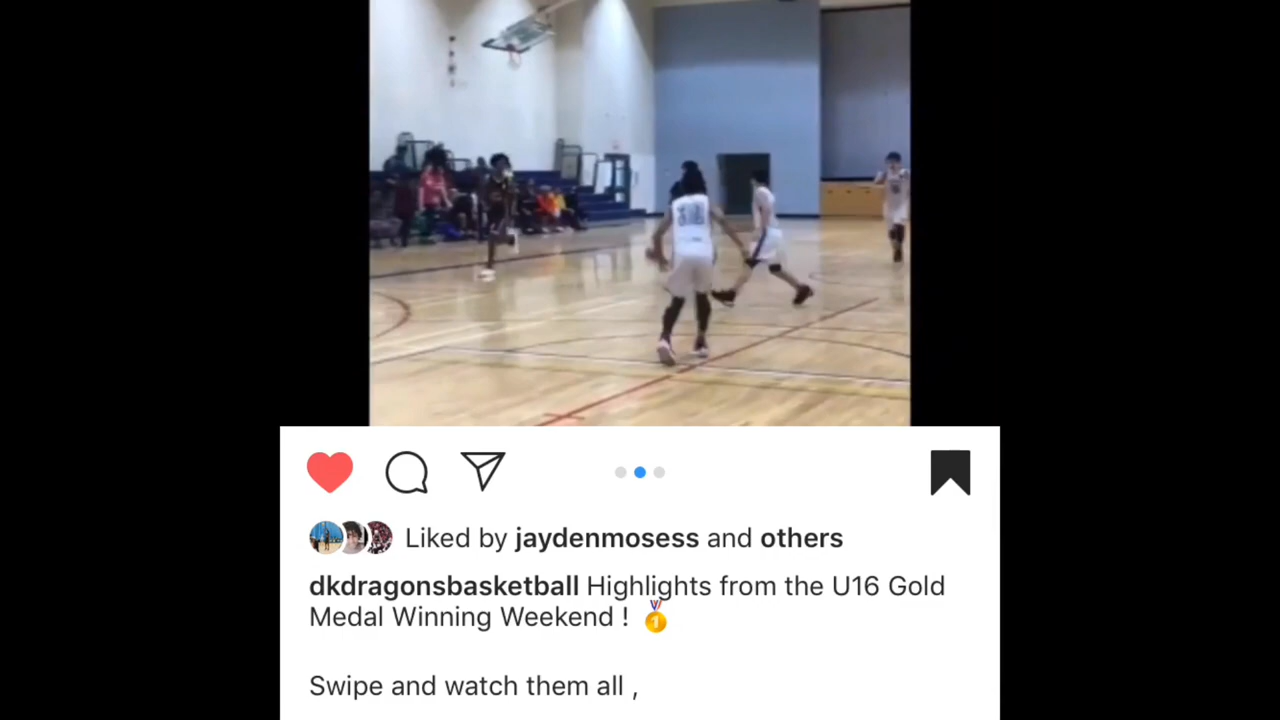 Liked by jaydenmosess and others
dkdragonsbasketball Highlights from the U16 Gold
Medal Winning Weekend !
Swipe and watch them all ,